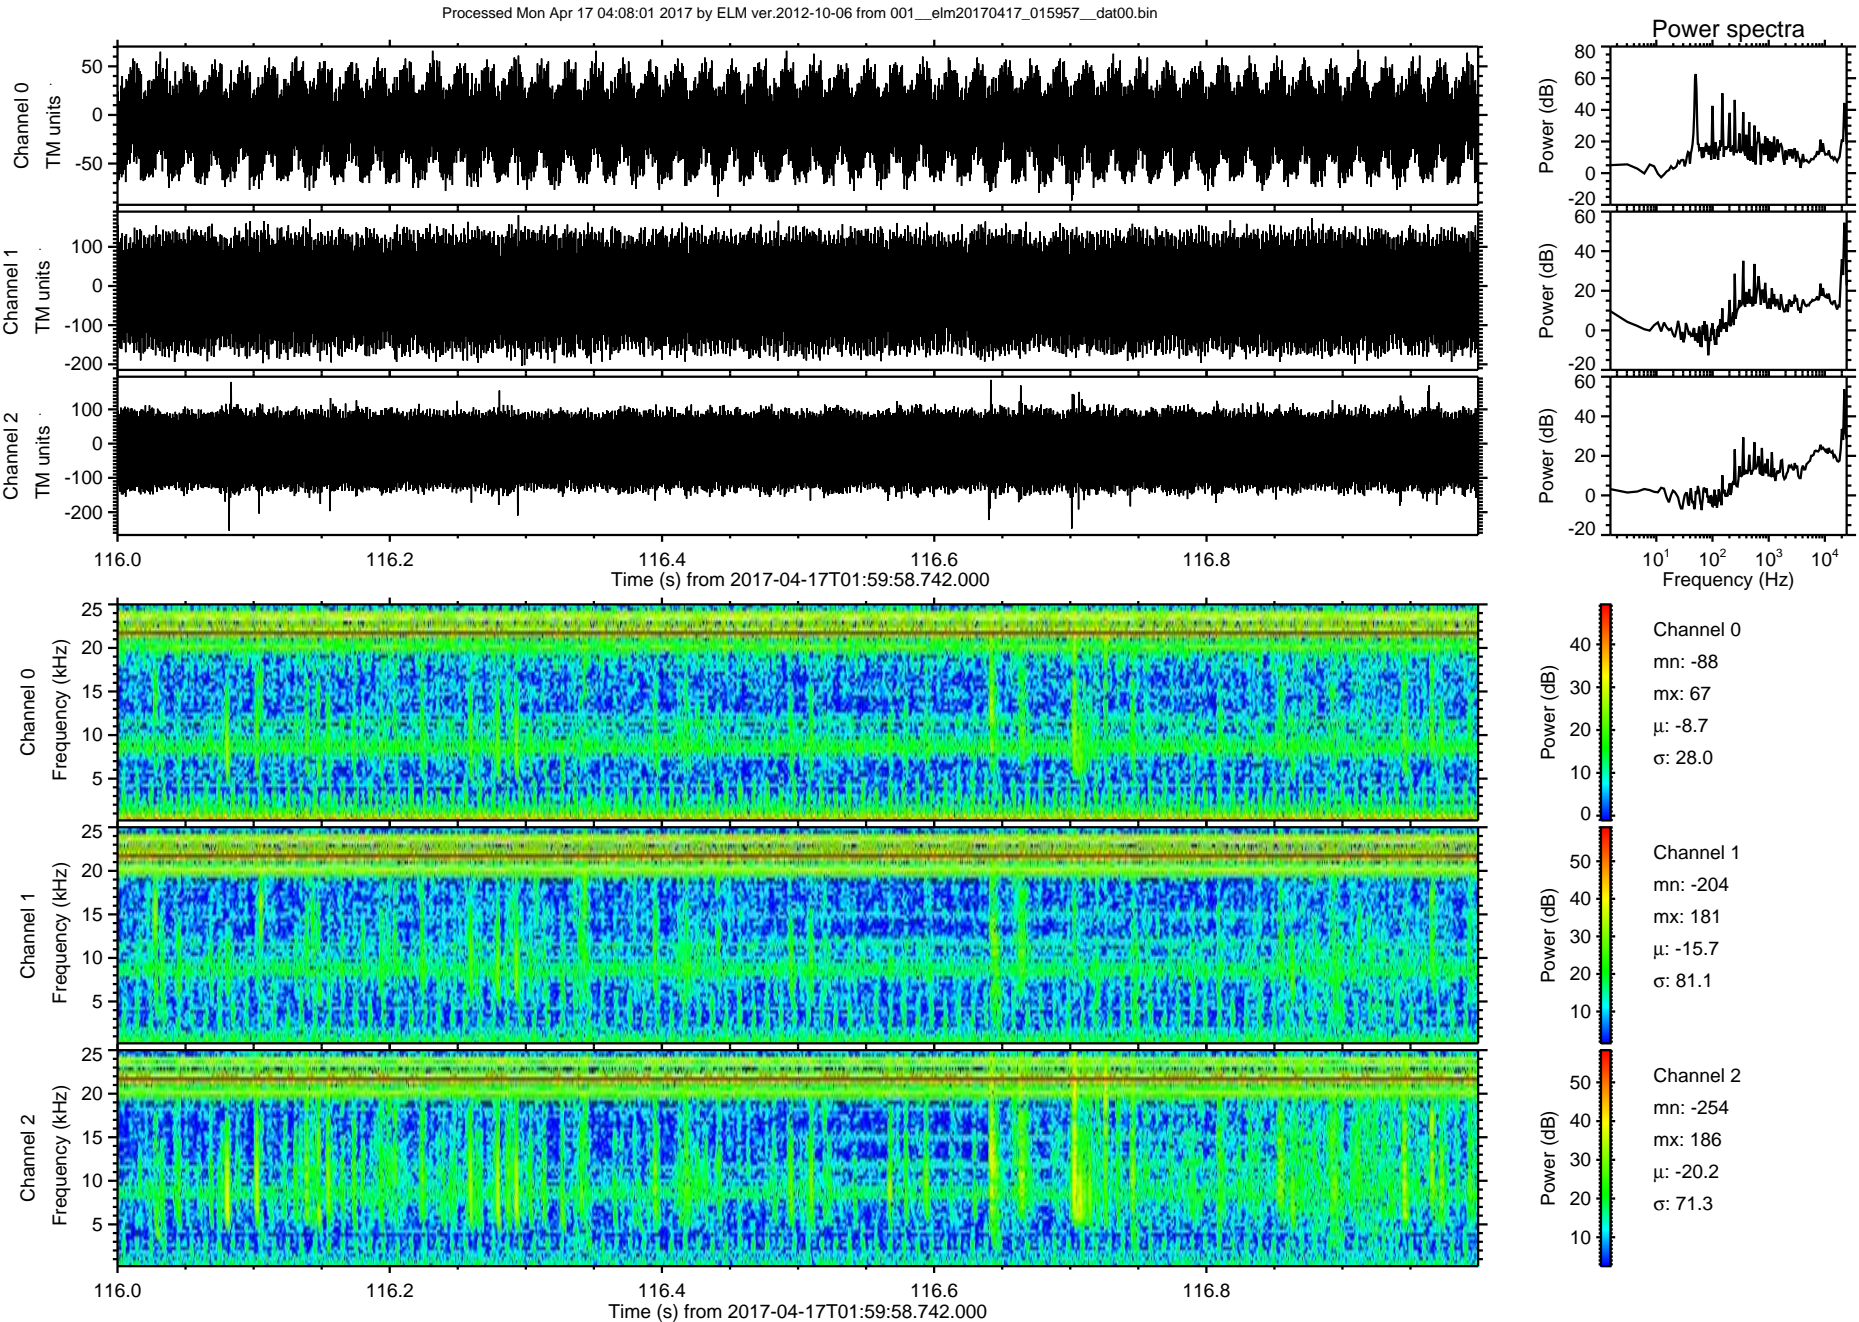 Processed Mon Apr 17 04:08:01 2017 by ELM ver.2012-10-06 from 001__elm20170417_015957__dat00.bin
Power spectra
Channel 0
TM units
50
0
-50
Power (dB)
80
60
40
20
0
-20
Channel 1
TM units
100
0
-100
-200
Power (dB)
60
40
20
0
-20
Channel 2
TM units
100
0
-100
-200
Power (dB)
60
40
20
0
-20
116.0 116.2 116.4 116.6 116.8
Time (s) from 2017-04-17T01:59:58.742.000
10^1 10^2 10^3 10^4
Frequency (Hz)
Channel 0
Frequency (kHz)
25
20
15
10
5
Power (dB)
40
30
20
10
0
Channel 0
mn: -88
mx: 67
μ: -8.7
σ: 28.0
Channel 1
Frequency (kHz)
25
20
15
10
5
Power (dB)
50
40
30
20
10
Channel 1
mn: -204
mx: 181
μ: -15.7
σ: 81.1
Channel 2
Frequency (kHz)
25
20
15
10
5
Power (dB)
50
40
30
20
10
Channel 2
mn: -254
mx: 186
μ: -20.2
σ: 71.3
116.0 116.2 116.4 116.6 116.8
Time (s) from 2017-04-17T01:59:58.742.000